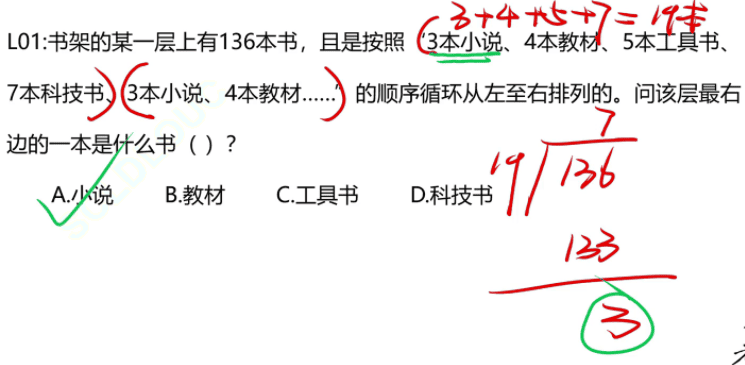 3+4+5+7=19本
L01:书架的某一层上有136本书，且是按照“3本小说、4本教材、5本工具书、
7本科技书、3本小说、4本教材……”的顺序循环从左至右排列的。问该层最右
边的一本是什么书（ ）？
A.小说 B.教材 C.工具书 D.科技书
7
19 136
133
3